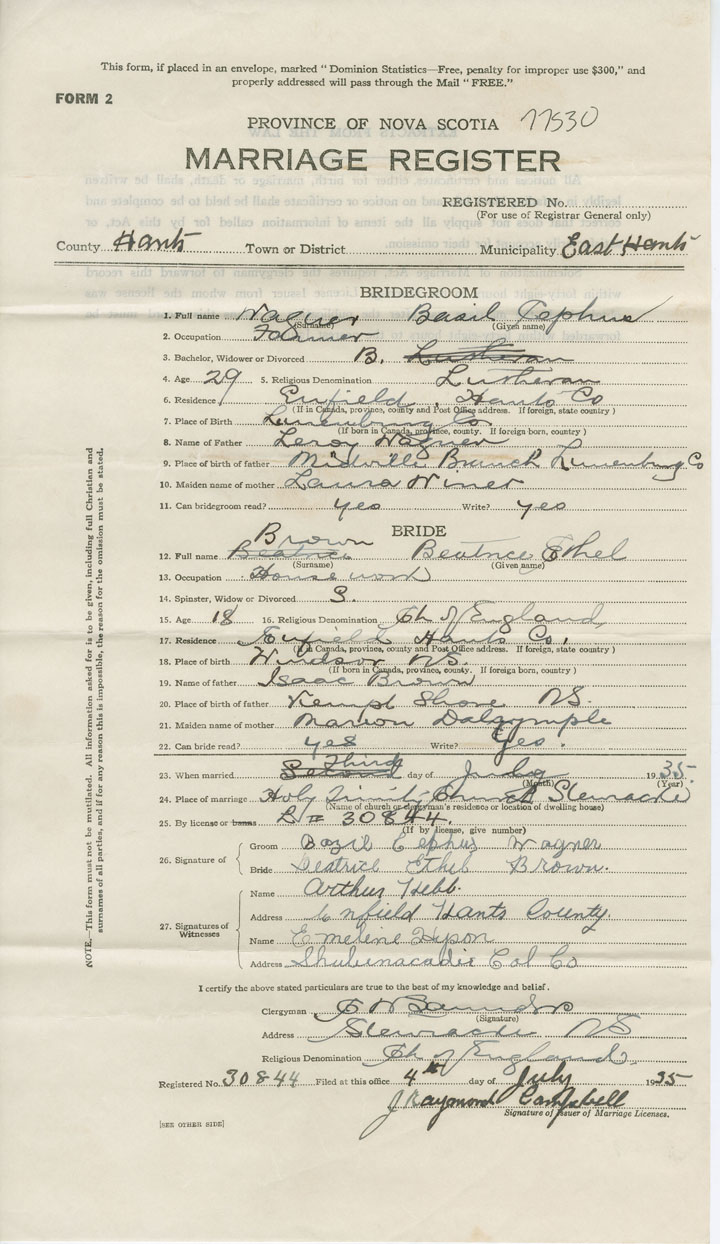 This form, if placed in an envelope, marked "Dominion Statistics—Free, penalty for improper use $300," and
properly addressed will pass through the Mail "FREE."
FORM 2
PROVINCE OF NOVA SCOTIA 77530
MARRIAGE REGISTER
REGISTERED No.
(For use of Registrar General only)
County Hants Town or District Municipality East Hants
BRIDEGROOM
1. Full name Wagner Basil Cephus
(Surname) (Given name)
2. Occupation Farmer
3. Bachelor, Widower or Divorced B. Lutheran
4. Age 29 5. Religious Denomination Lutheran
6. Residence Enfield, Hants Co
(If in Canada, province, county and Post Office address. If foreign, state country)
7. Place of Birth Lunenburg Co.
(If born in Canada, province, county. If foreign born, country)
8. Name of Father Leroy Wagner
9. Place of birth of father Midville Branch Lunenburg Co
10. Maiden name of mother Laura Winer
11. Can bridegroom read? yes Write? yes
BRIDE
Brown
12. Full name Beatrice Beatrice Ethel
(Surname) (Given name)
13. Occupation House work
14. Spinster, Widow or Divorced S.
15. Age 18 16. Religious Denomination Ch of England
17. Residence Enfield Hants Co.
(If in Canada, province, county and Post Office address. If foreign, state country)
18. Place of birth Windsor N.S.
(If born in Canada, province, county. If foreign born, country)
19. Name of father Isaac Brown
20. Place of birth of father Kempt Shore NS.
21. Maiden name of mother Marion Dalrymple
22. Can bride read? yes Write? yes.
Third
23. When married Second day of July 1935.
(Month) (Year)
24. Place of marriage Holy Trinity Church Stewiacke
(Name of church or clergyman's residence or location of dwelling house)
25. By license or banns L# 30844.
(If by license, give number)
26. Signature of
Groom Bazil Cephus Wagner
Bride Beatrice Ethel Brown.
27. Signatures of Witnesses
Name Arthur Hebb.
Address Enfield Hants County.
Name Emeline Hyson
Address Shubenacadie Col Co
I certify the above stated particulars are true to the best of my knowledge and belief.
Clergyman Saunders
(Signature)
Address Stewiacke NS
Religious Denomination Ch of England.
Registered No. 30844 Filed at this office 4th day of July 1935
J Raymond Campbell
Signature of Issuer of Marriage Licenses.
[SEE OTHER SIDE]
NOTE.—This form must not be mutilated. All information asked for is to be given, including full Christian and
surnames of all parties, and if for any reason this is impossible, the reason for the omission must be stated.